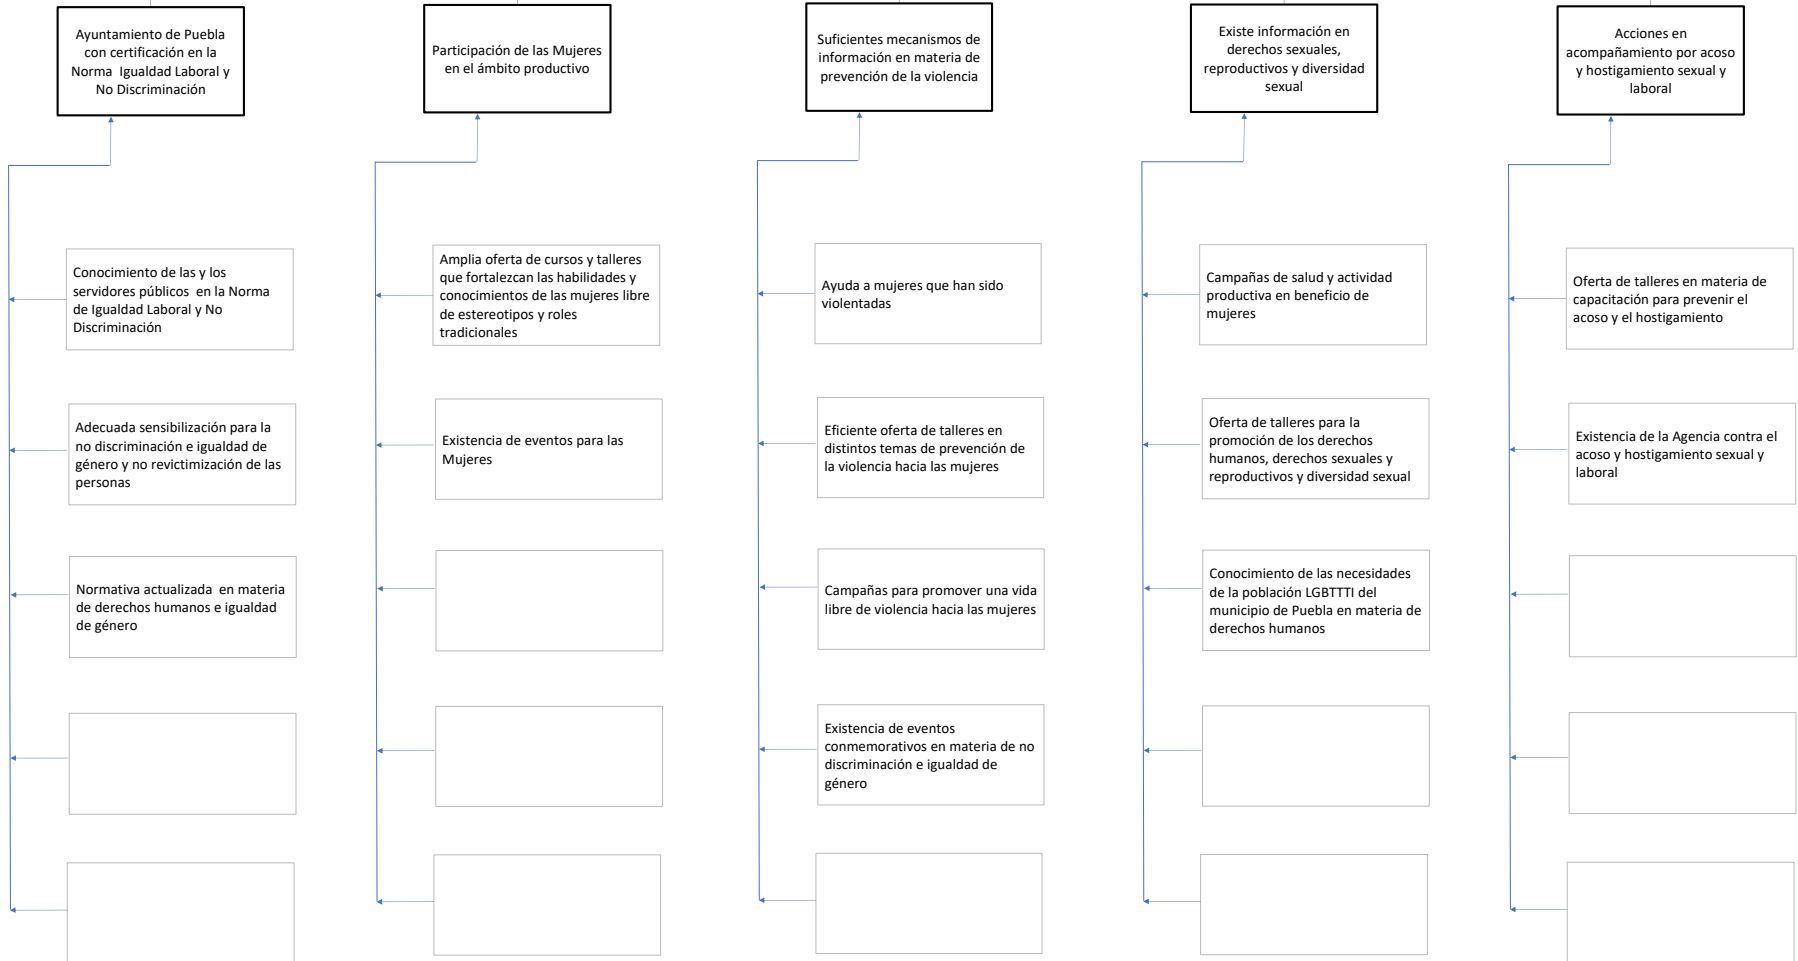 Ayuntamiento de Puebla
con certificación en la
Norma  Igualdad Laboral y
No Discriminación
Participación de las Mujeres
en el ámbito productivo
Suficientes mecanismos de
información en materia de
prevención de la violencia
Existe información en
derechos sexuales,
reproductivos y diversidad
sexual
Acciones en
acompañamiento por acoso
y hostigamiento sexual y
laboral
Conocimiento de las y los
servidores públicos  en la Norma
de Igualdad Laboral y No
Discriminación
Amplia oferta de cursos y talleres
que fortalezcan las habilidades y
conocimientos de las mujeres libre
de estereotipos y roles
tradicionales
Ayuda a mujeres que han sido
violentadas
Campañas de salud y actividad
productiva en beneficio de
mujeres
Oferta de talleres en materia de
capacitación para prevenir el
acoso y el hostigamiento
Adecuada sensibilización para la
no discriminación e igualdad de
género y no revictimización de las
personas
Existencia de eventos para las
Mujeres
Eficiente oferta de talleres en
distintos temas de prevención de
la violencia hacia las mujeres
Oferta de talleres para la
promoción de los derechos
humanos, derechos sexuales y
reproductivos y diversidad sexual
Existencia de la Agencia contra el
acoso y hostigamiento sexual y
laboral
Normativa actualizada  en materia
de derechos humanos e igualdad
de género
Campañas para promover una vida
libre de violencia hacia las mujeres
Conocimiento de las necesidades
de la población LGBTTTI del
municipio de Puebla en materia de
derechos humanos
Existencia de eventos
conmemorativos en materia de no
discriminación e igualdad de
género